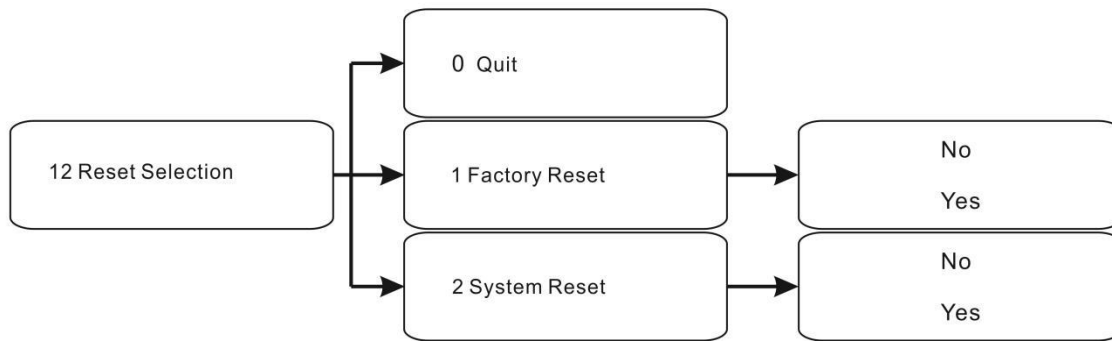 0 Quit
12 Reset Selection
1 Factory Reset
No
Yes
2 System Reset
No
Yes